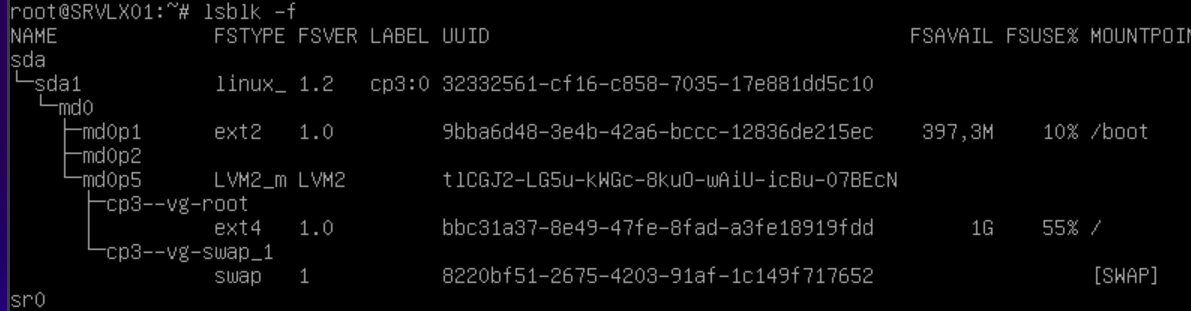 root@SRVLX01:~# lsblk -f
NAME FSTYPE FSVER LABEL UUID FSAVAIL FSUSE% MOUNTPOIN
sda
└─sda1 linux_ 1.2 cp3:0 32332561-cf16-c858-7035-17e881dd5c10
└─md0
├─md0p1 ext2 1.0 9bba6d48-3e4b-42a6-bccc-12836de215ec 397,3M 10% /boot
├─md0p2
└─md0p5 LVM2_m LVM2 tlCGJ2-LG5u-kWGc-8kuO-wAiU-icBu-07BEcN
├─cp3--vg-root
ext4 1.0 bbc31a37-8e49-47fe-8fad-a3fe18919fdd 1G 55% /
└─cp3--vg-swap_1
swap 1 8220bf51-2675-4203-91af-1c149f717652 [SWAP]
sr0